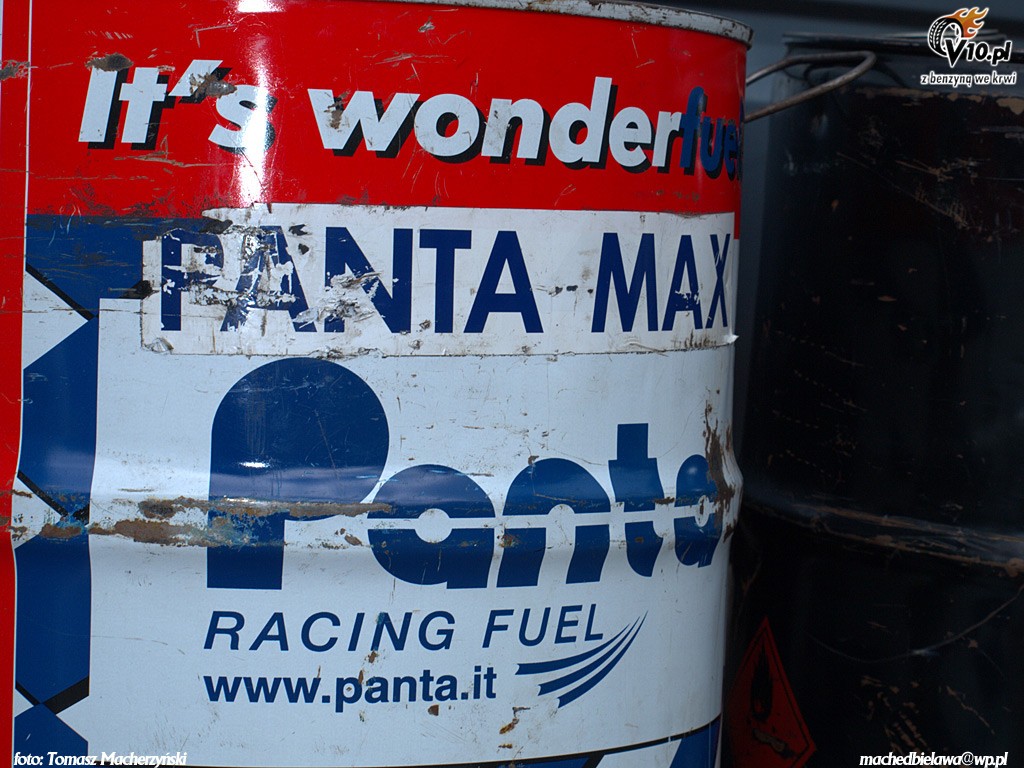 V10.pl
z benzyną we krwi
It's wonderfuel
PANTA MAX
Panta
RACING FUEL
www.panta.it
foto: Tomasz Macherzyński
machedbielawa@wp.pl